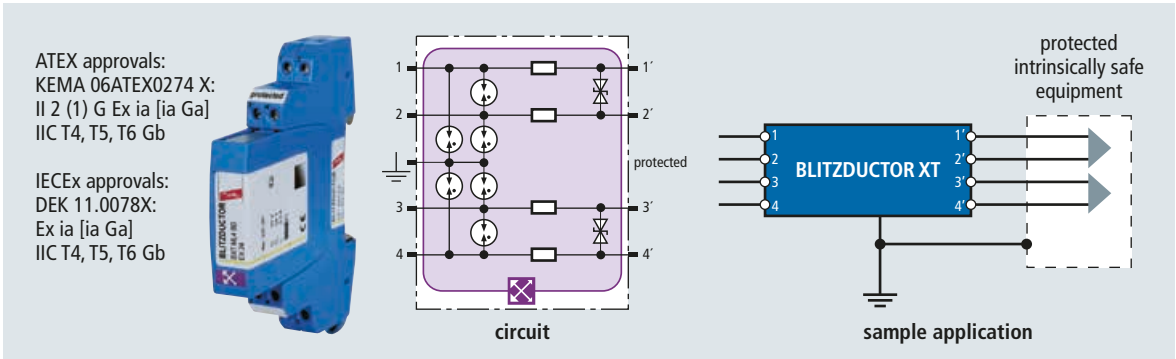 ATEX approvals:
KEMA 06ATEX0274 X:
II 2 (1) G Ex ia [ia Ga]
IIC T4, T5, T6 Gb
IECEx approvals:
DEK 11.0078X:
Ex ia [ia Ga]
IIC T4, T5, T6 Gb
protected
BLITZDUCTOR
1
1´
2
2´
protected
3
3´
4
4´
circuit
protected
intrinsically safe
equipment
1
1’
2
2’
BLITZDUCTOR XT
3
3’
4
4’
sample application